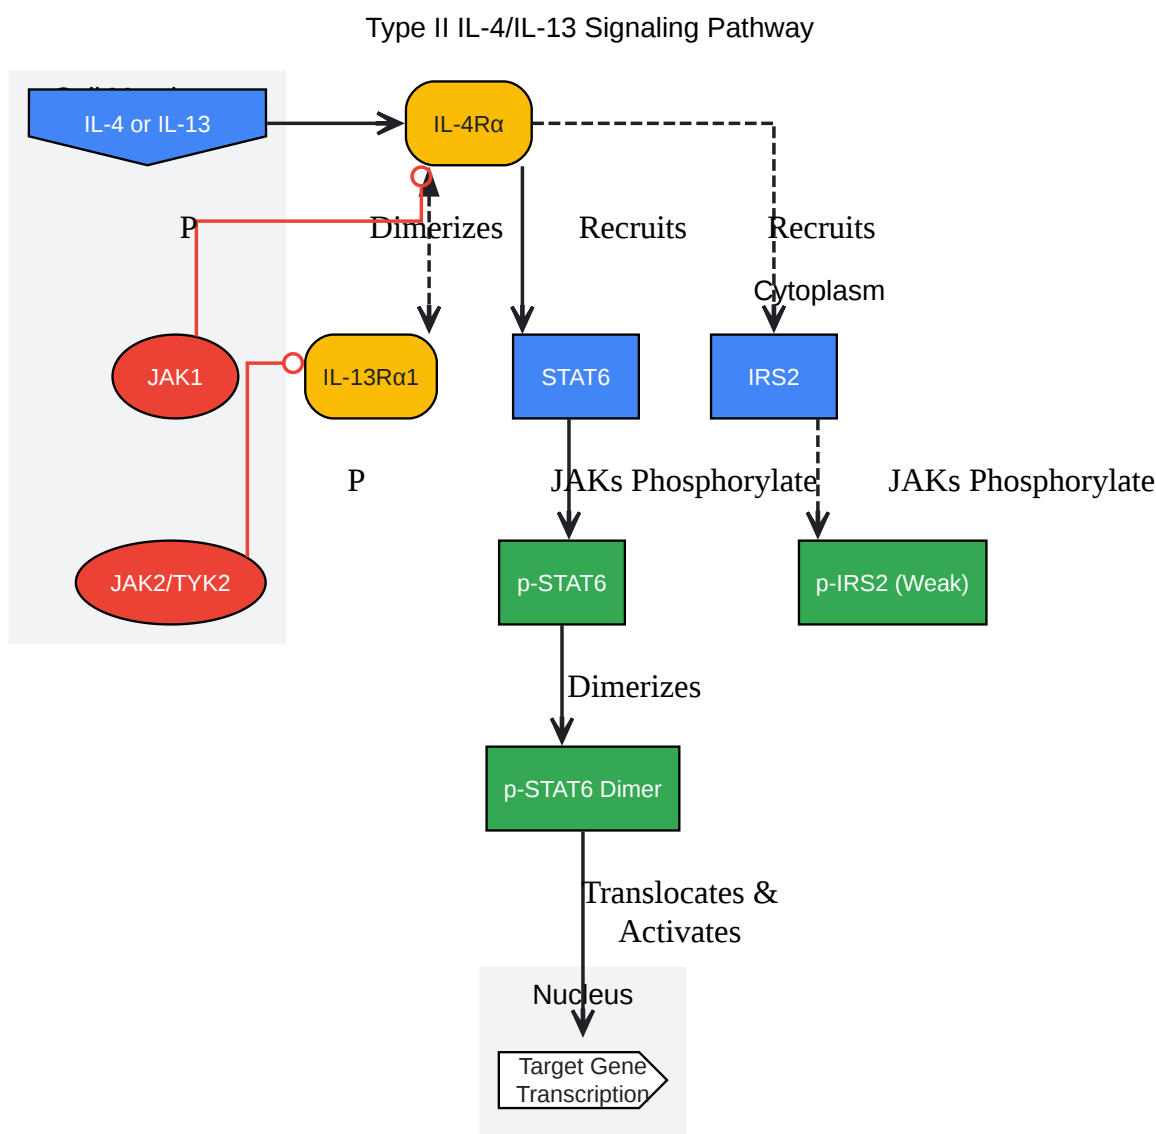 Type II IL-4/IL-13 Signaling Pathway
IL-4 or IL-13
IL-4Rα
P
Dimerizes
Recruits
Recruits
Cytoplasm
JAK1
IL-13Rα1
STAT6
IRS2
P
JAKs Phosphorylate
JAKs Phosphorylate
JAK2/TYK2
p-STAT6
p-IRS2 (Weak)
Dimerizes
p-STAT6 Dimer
Translocates &
Activates
Nucleus
Target Gene
Transcription